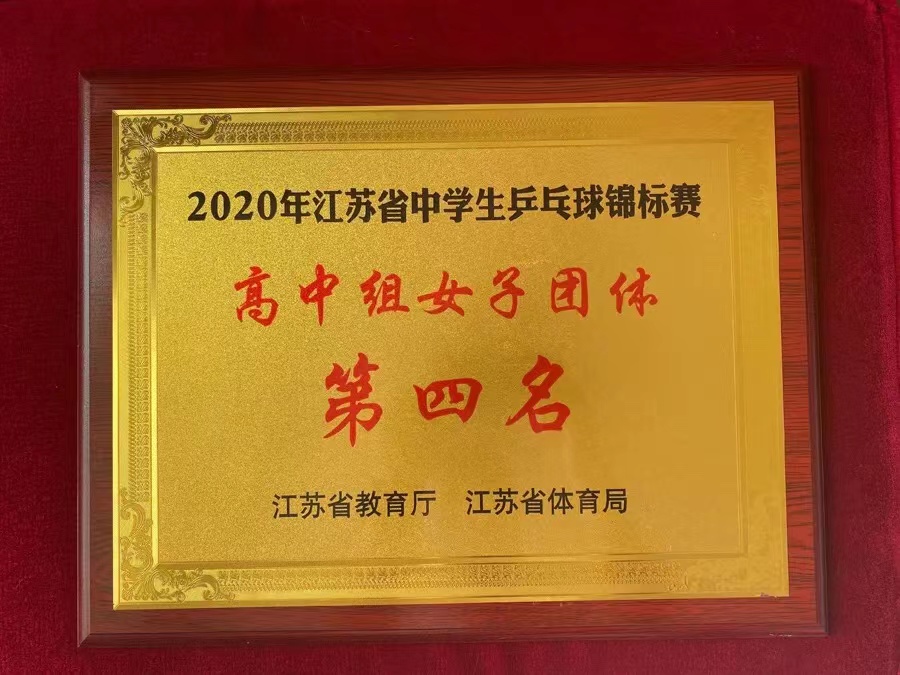 2020年江苏省中学生乒乓球锦标赛
高中组女子团体
第四名
江苏省教育厅 江苏省体育局